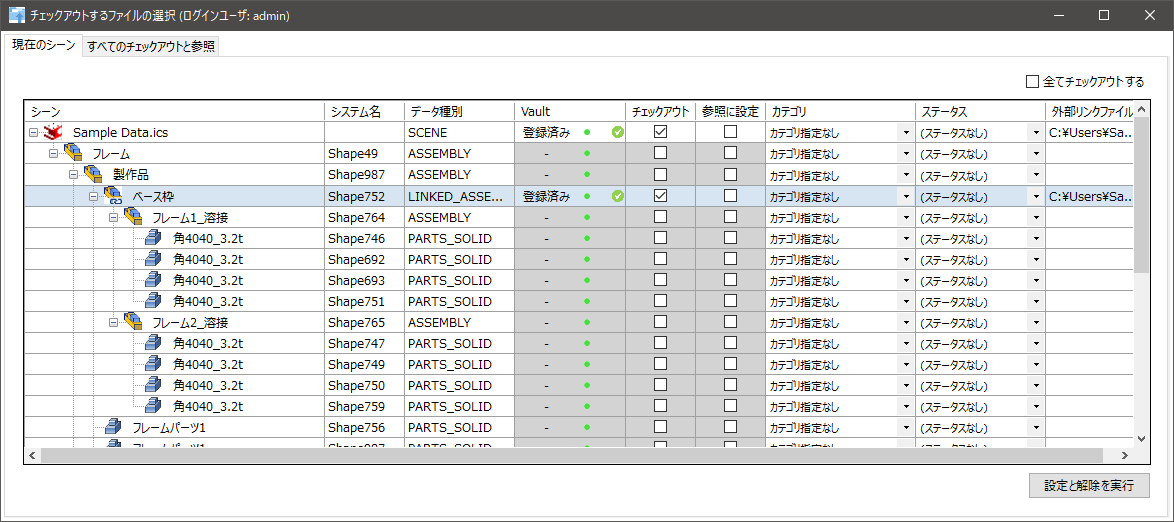 チェックアウトするファイルの選択 (ログインユーザ: admin)
現在のシーン すべてのチェックアウトと参照
全てチェックアウトする
シーン システム名 データ種別 Vault チェックアウト 参照に設定 カテゴリ ステータス 外部リンクファイル
Sample Data.ics SCENE 登録済み カテゴリ指定なし (ステータスなし) C:¥Users¥Sa...
フレーム Shape49 ASSEMBLY - カテゴリ指定なし (ステータスなし)
製作品 Shape987 ASSEMBLY - カテゴリ指定なし (ステータスなし)
ベース枠 Shape752 LINKED_ASSE... 登録済み カテゴリ指定なし (ステータスなし) C:¥Users¥Sa...
フレーム1_溶接 Shape764 ASSEMBLY - カテゴリ指定なし (ステータスなし)
角4040_3.2t Shape746 PARTS_SOLID - カテゴリ指定なし (ステータスなし)
角4040_3.2t Shape692 PARTS_SOLID - カテゴリ指定なし (ステータスなし)
角4040_3.2t Shape693 PARTS_SOLID - カテゴリ指定なし (ステータスなし)
角4040_3.2t Shape751 PARTS_SOLID - カテゴリ指定なし (ステータスなし)
フレーム2_溶接 Shape765 ASSEMBLY - カテゴリ指定なし (ステータスなし)
角4040_3.2t Shape747 PARTS_SOLID - カテゴリ指定なし (ステータスなし)
角4040_3.2t Shape749 PARTS_SOLID - カテゴリ指定なし (ステータスなし)
角4040_3.2t Shape750 PARTS_SOLID - カテゴリ指定なし (ステータスなし)
角4040_3.2t Shape759 PARTS_SOLID - カテゴリ指定なし (ステータスなし)
フレームパーツ1 Shape756 PARTS_SOLID - カテゴリ指定なし (ステータスなし)
設定と解除を実行